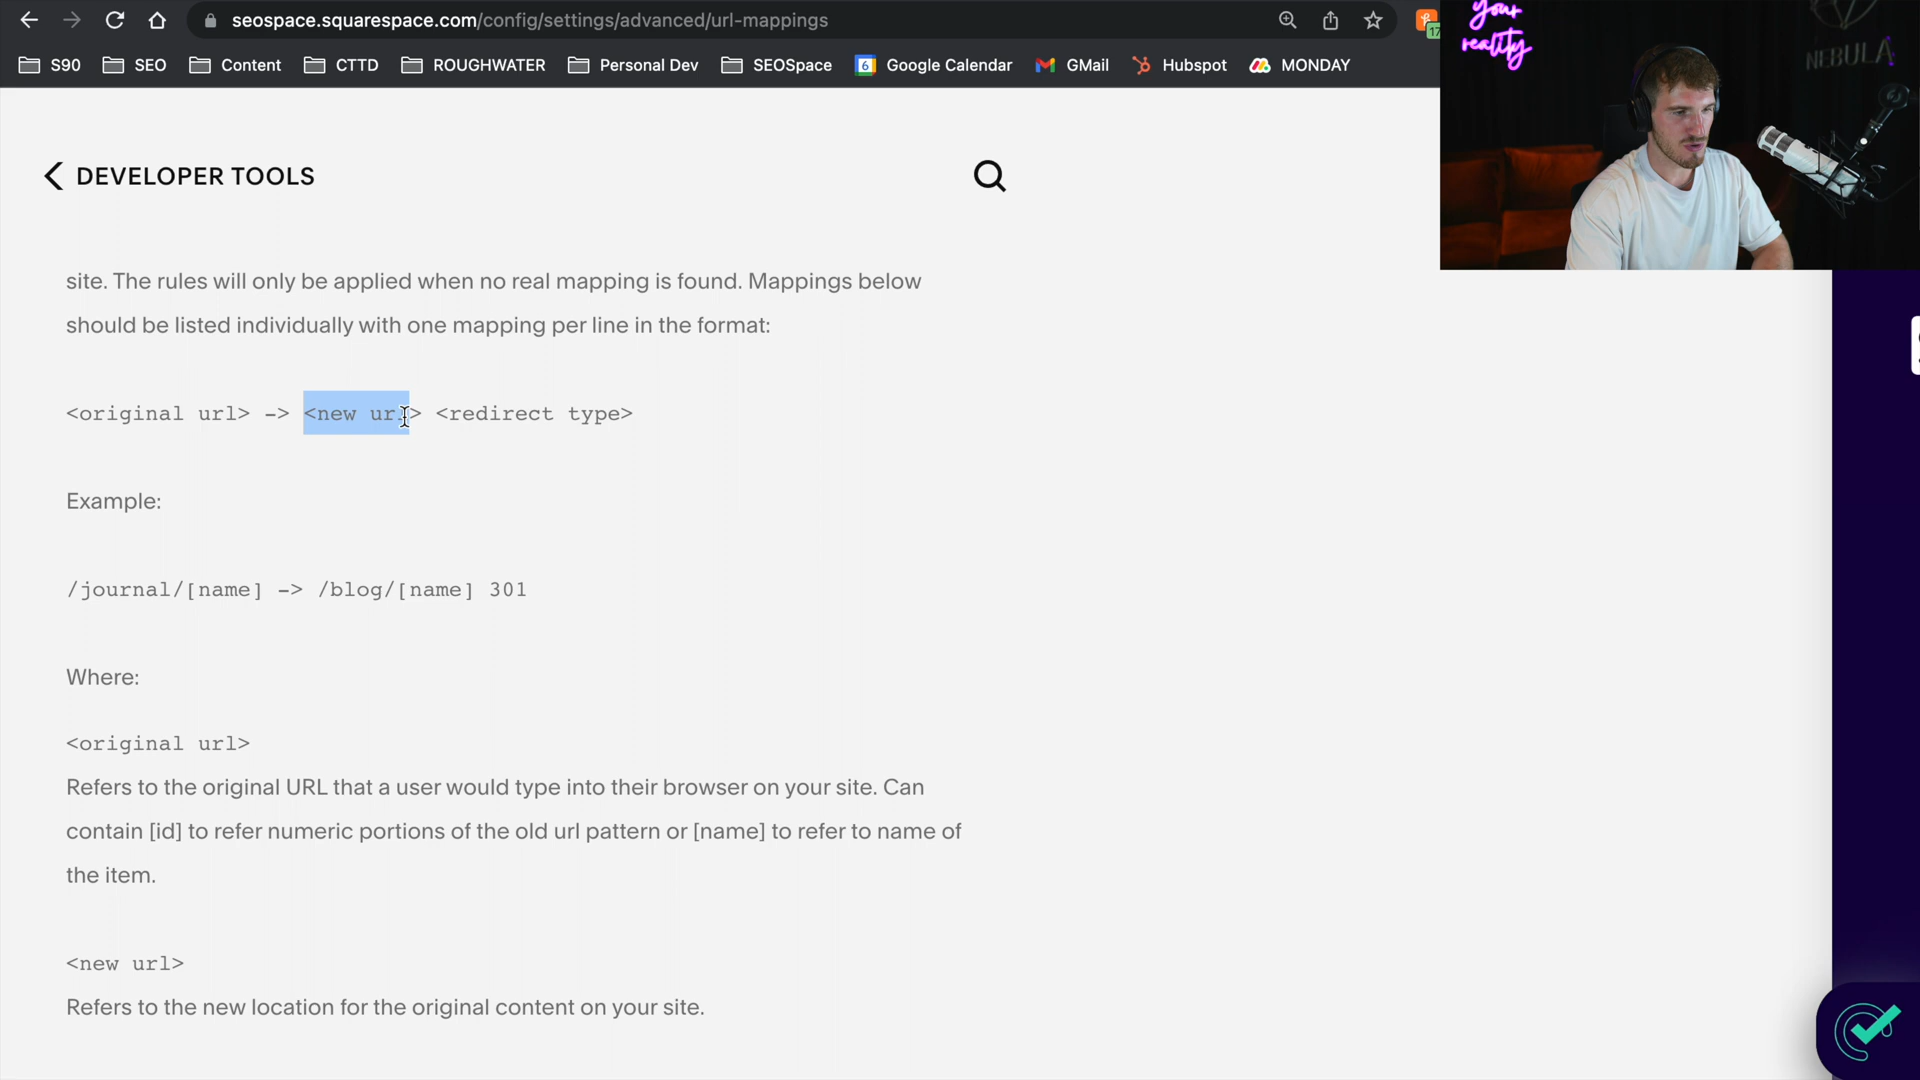 seospace.squarespace.com/config/settings/advanced/url-mappings
17
your
reality
NEBULA
S90 SEO Content CTTD ROUGHWATER Personal Dev SEOSpace 6 Google Calendar GMail Hubspot MONDAY
DEVELOPER TOOLS
site. The rules will only be applied when no real mapping is found. Mappings below
should be listed individually with one mapping per line in the format:
<original url> -> <new url> <redirect type>
Example:
/journal/[name] -> /blog/[name] 301
Where:
<original url>
Refers to the original URL that a user would type into their browser on your site. Can
contain [id] to refer numeric portions of the old url pattern or [name] to refer to name of
the item.
<new url>
Refers to the new location for the original content on your site.